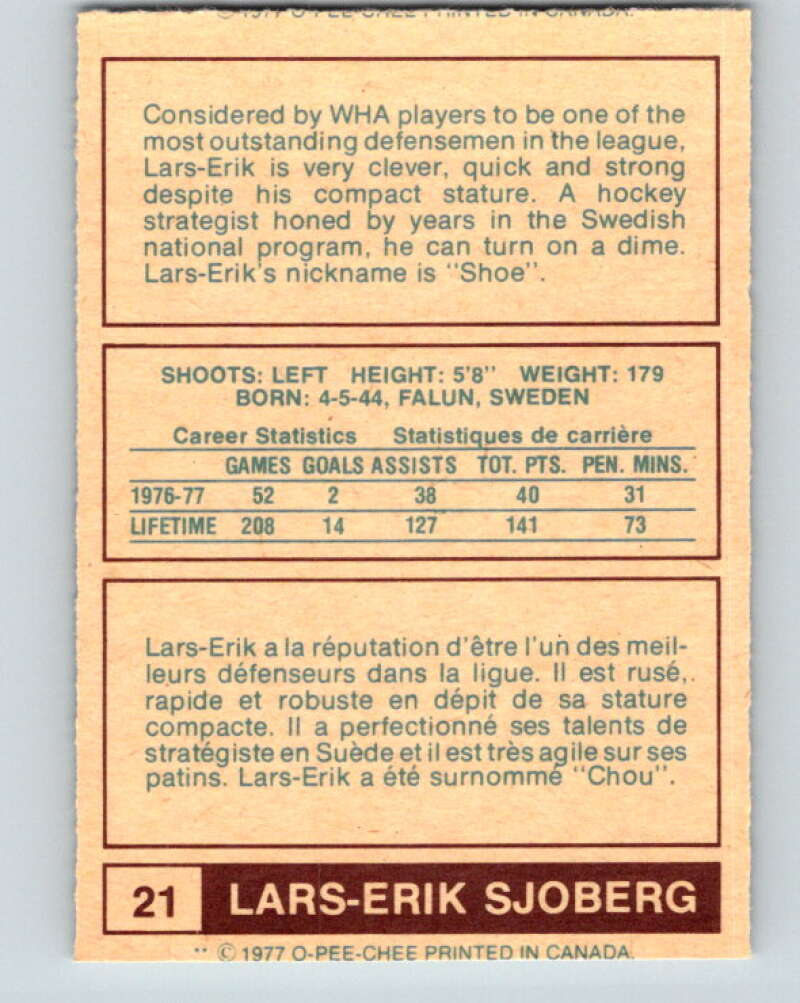 © 1977 O-PEE-CHEE PRINTED IN CANADA.
Considered by WHA players to be one of the
most outstanding defensemen in the league,
Lars-Erik is very clever, quick and strong
despite his compact stature. A hockey
strategist honed by years in the Swedish
national program, he can turn on a dime.
Lars-Erik's nickname is "Shoe".
SHOOTS: LEFT HEIGHT: 5'8" WEIGHT: 179
BORN: 4-5-44, FALUN, SWEDEN
Career Statistics Statistiques de carrière
GAMES GOALS ASSISTS TOT. PTS. PEN. MINS.
1976-77 52 2 38 40 31
LIFETIME 208 14 127 141 73
Lars-Erik a la réputation d'être l'un des meil-
leurs défenseurs dans la ligue. Il est rusé,
rapide et robuste en dépit de sa stature
compacte. Il a perfectionné ses talents de
stratégiste en Suède et il est très agile sur ses
patins. Lars-Erik a été surnommé "Chou".
21 LARS-ERIK SJOBERG
** © 1977 O-PEE-CHEE PRINTED IN CANADA.